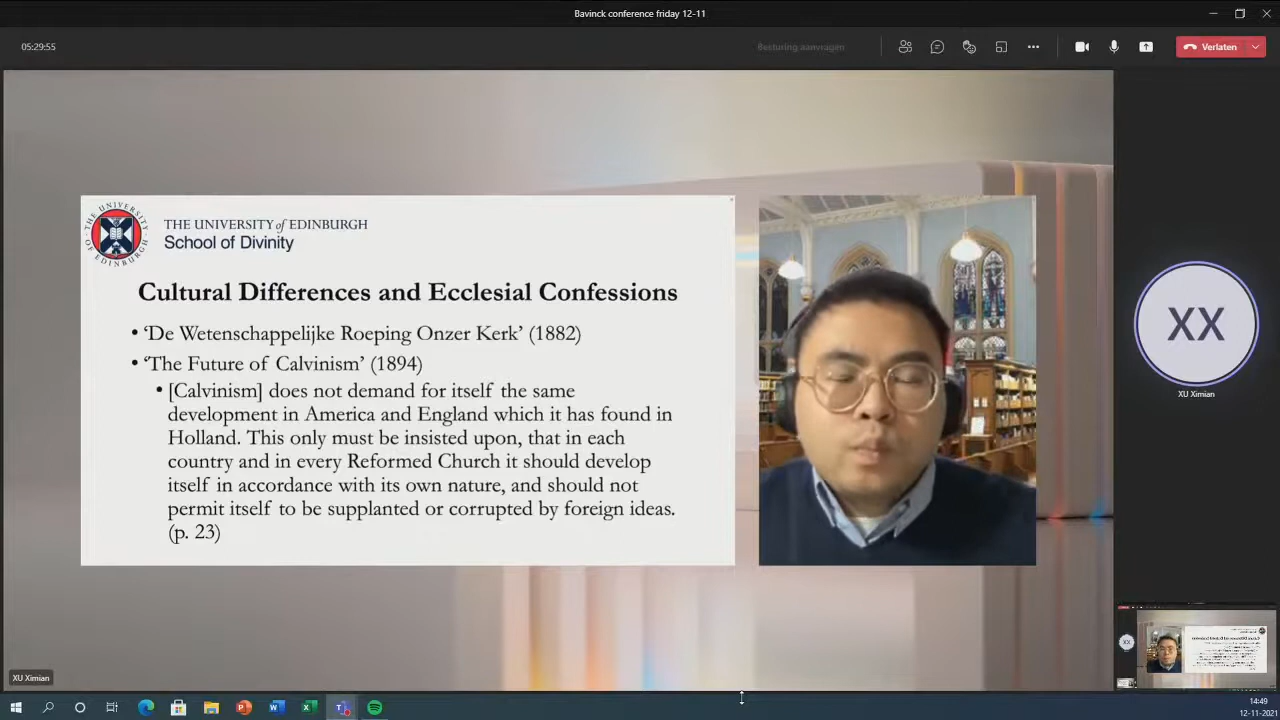 Bavinck conference friday 12-11
05:29:55
Besturing aanvragen
Verlaten
THE UNIVERSITY of EDINBURGH
School of Divinity
Cultural Differences and Ecclesial Confessions
• ‘De Wetenschappelijke Roeping Onzer Kerk’ (1882)
• ‘The Future of Calvinism’ (1894)
• [Calvinism] does not demand for itself the same
development in America and England which it has found in
Holland. This only must be insisted upon, that in each
country and in every Reformed Church it should develop
itself in accordance with its own nature, and should not
permit itself to be supplanted or corrupted by foreign ideas.
(p. 23)
XX
XU Ximian
XU Ximian
14:49
12-11-2021